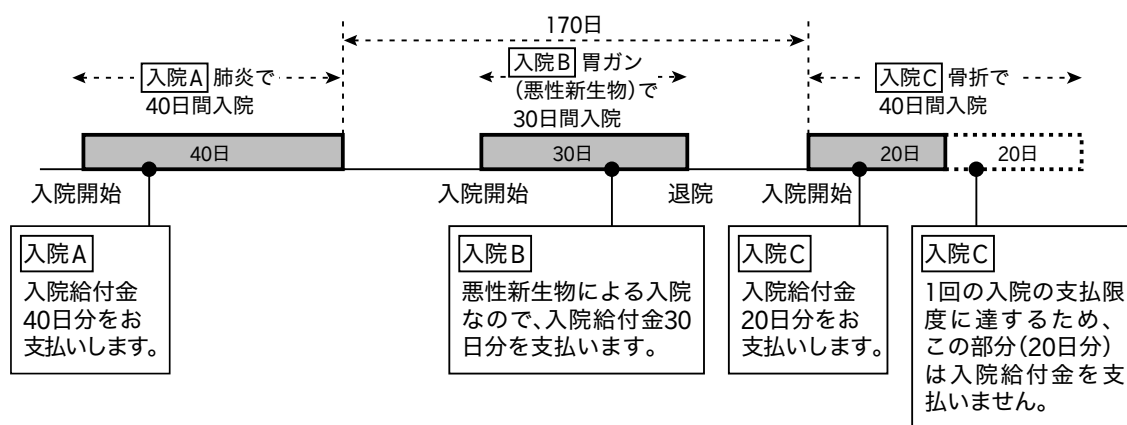 170日
入院A 肺炎で
40日間入院
入院B 胃ガン
(悪性新生物)で
30日間入院
入院C 骨折で
40日間入院
40日
30日
20日
20日
入院開始
入院開始
退院
入院開始
入院A
入院給付金
40日分をお
支払いします。
入院B
悪性新生物による入院
なので、入院給付金30
日分を支払います。
入院C
入院給付金
20日分をお
支払いします。
入院C
1回の入院の支払限
度に達するため、
この部分(20日分)
は入院給付金を支
払いません。